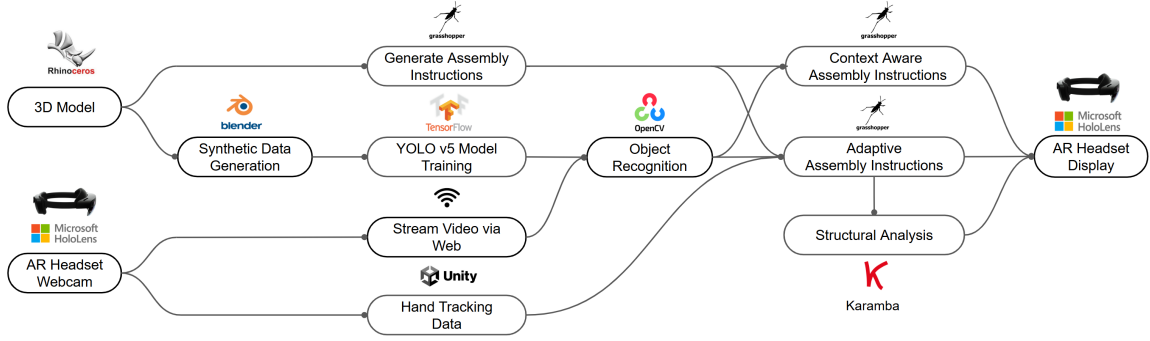 grasshopper
grasshopper
Rhinoceros
Generate Assembly
Instructions
Context Aware
Assembly Instructions
3D Model
blender
TensorFlow
OpenCV
grasshopper
Microsoft
HoloLens
Synthetic Data
Generation
YOLO v5 Model
Training
Object
Recognition
Adaptive
Assembly Instructions
AR Headset
Display
Microsoft
HoloLens
Stream Video via
Web
Structural Analysis
AR Headset
Webcam
Unity
Hand Tracking
Data
Karamba